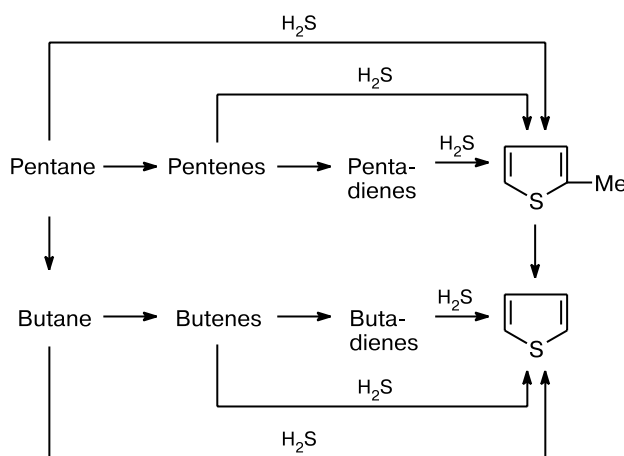 H₂S
H₂S
Pentane Pentenes Penta-
dienes H₂S S Me
Butane Butenes Buta-
dienes H₂S S
H₂S
H₂S